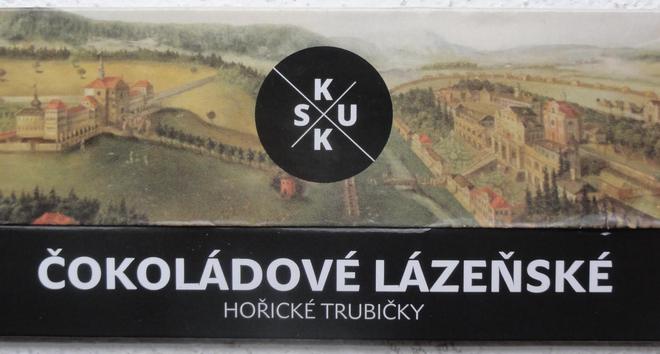 K
S U
K
ČOKOLÁDOVÉ LÁZEŇSKÉ
HOŘICKÉ TRUBIČKY